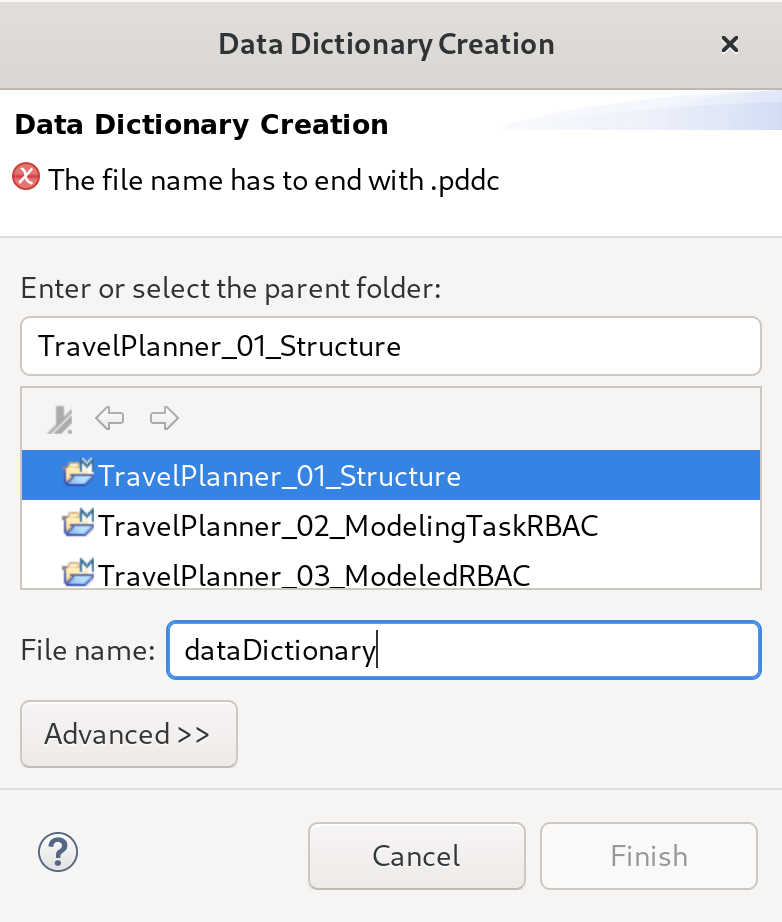 Data Dictionary Creation
Data Dictionary Creation
The file name has to end with .pddc
Enter or select the parent folder:
TravelPlanner_01_Structure
TravelPlanner_01_Structure
TravelPlanner_02_ModelingTaskRBAC
TravelPlanner_03_ModeledRBAC
File name: dataDictionary
Advanced >>
? Cancel Finish